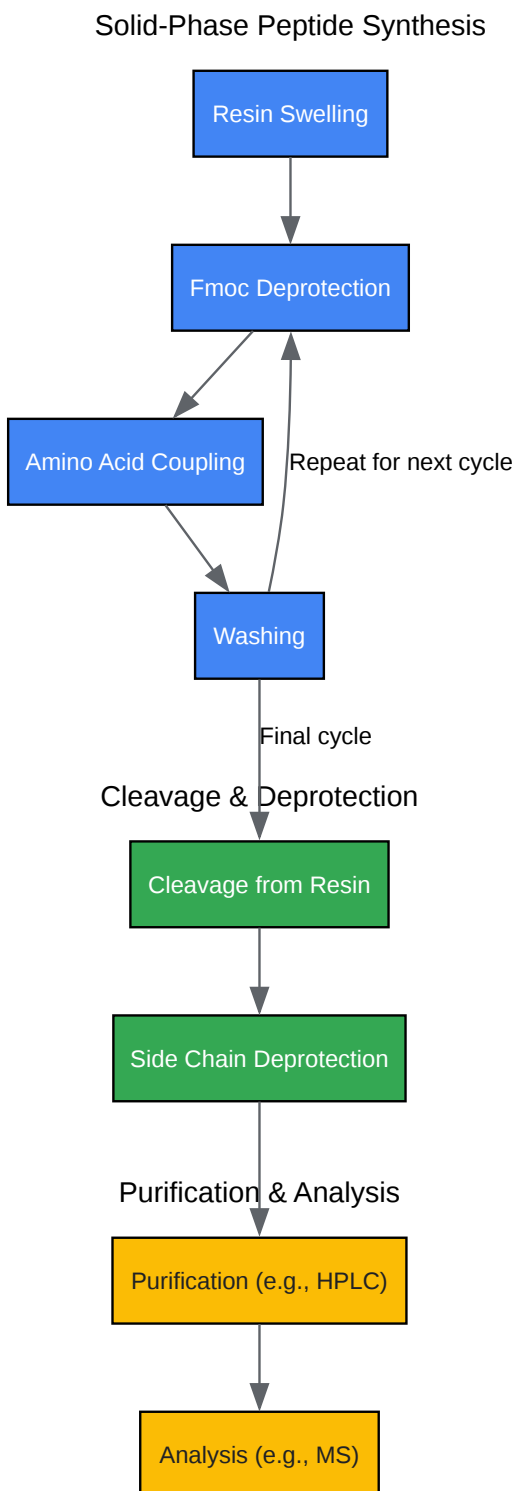 Solid-Phase Peptide Synthesis
Resin Swelling
Fmoc Deprotection
Amino Acid Coupling
Repeat for next cycle
Washing
Final cycle
Cleavage & Deprotection
Cleavage from Resin
Side Chain Deprotection
Purification & Analysis
Purification (e.g., HPLC)
Analysis (e.g., MS)